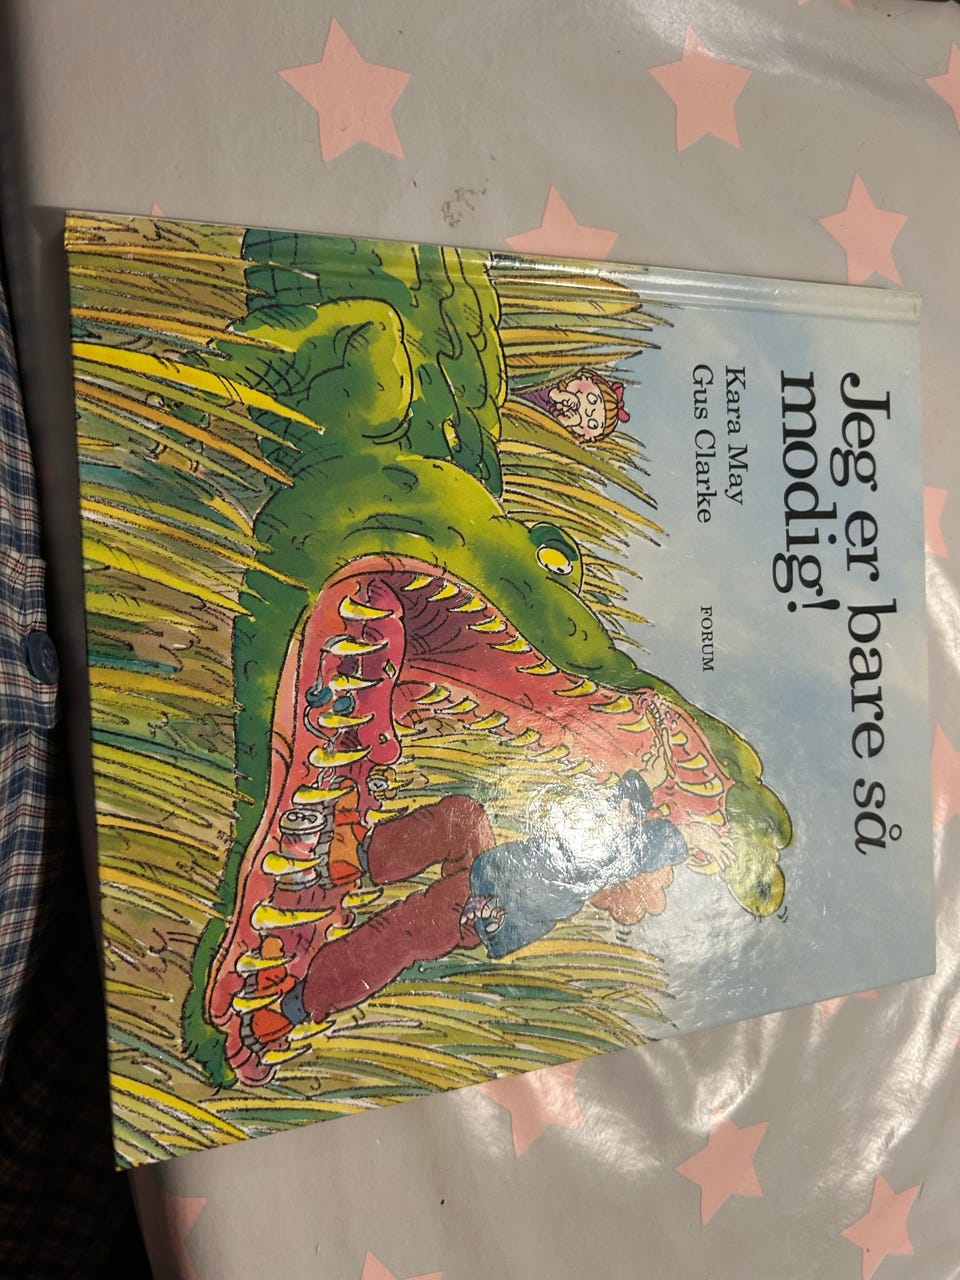 Jeg er bare så
modig!
Kara May
Gus Clarke
FORUM